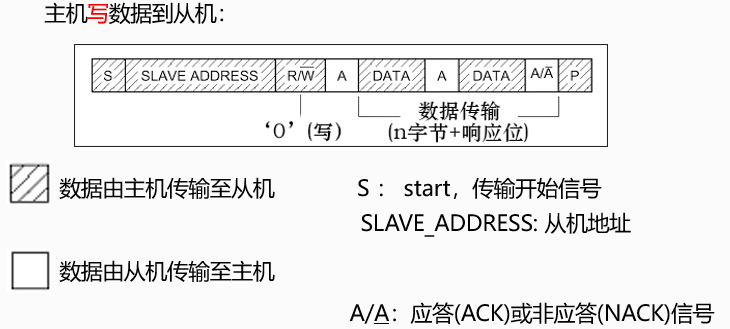 主机写数据到从机：
S SLAVE ADDRESS R/W̅ A DATA A DATA A/A̅ P
数据传输
‘0’(写) (n字节+响应位)
数据由主机传输至从机 S： start，传输开始信号
SLAVE_ADDRESS: 从机地址
数据由从机传输至主机
A/A̲：应答(ACK)或非应答(NACK)信号